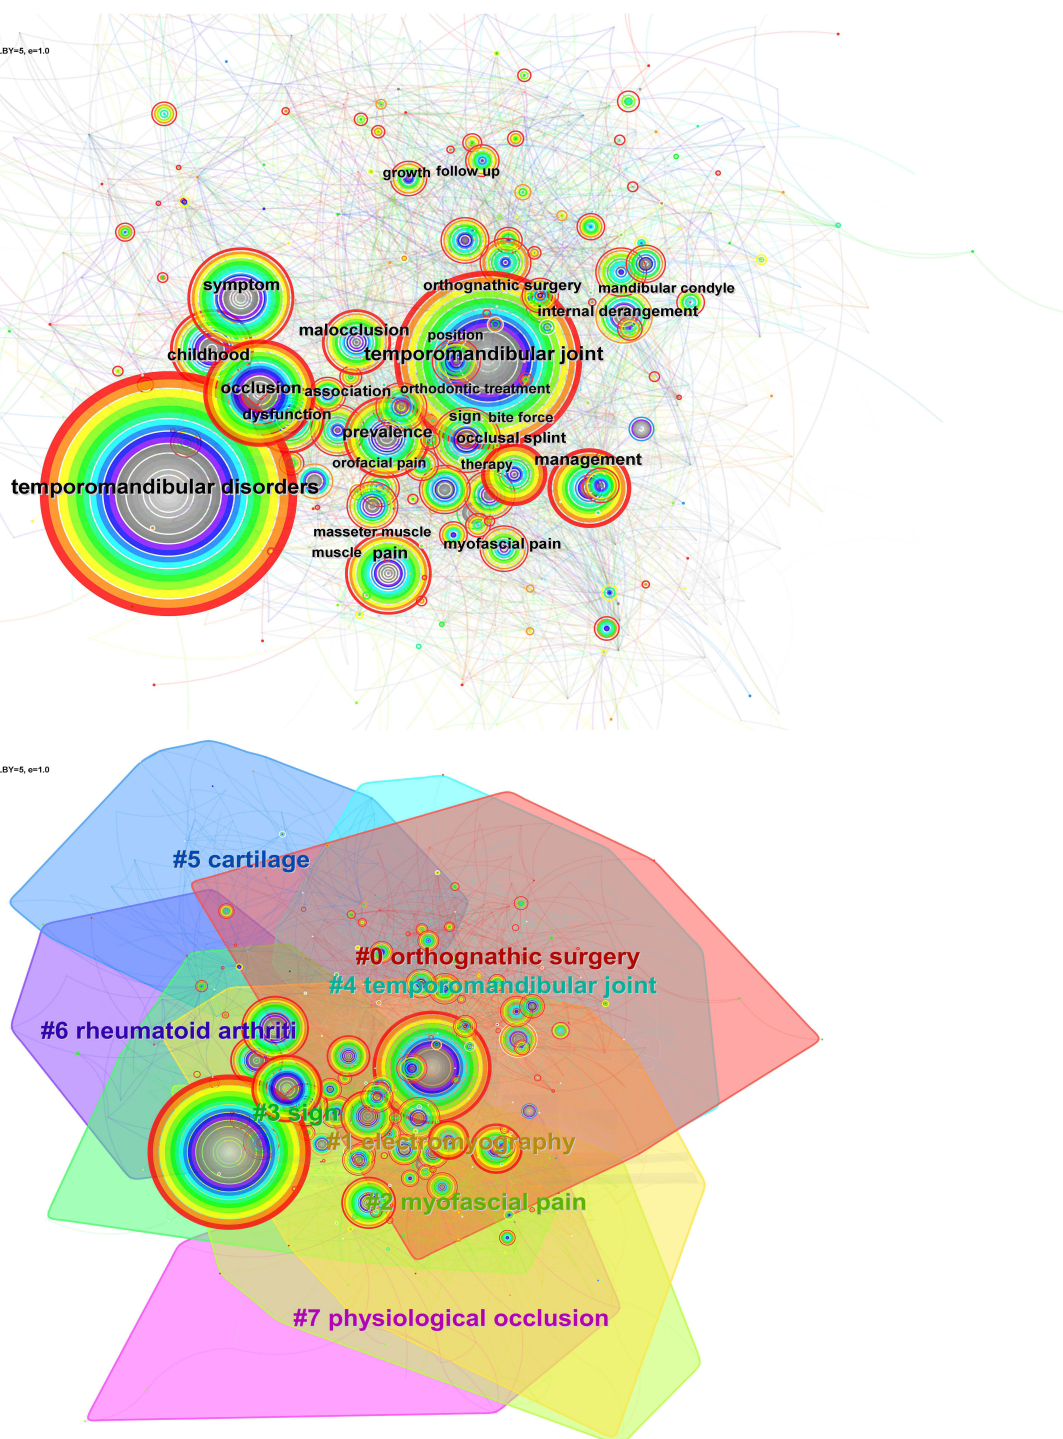 LBY=5, e=1.0
growth
follow up
symptom
orthognathic surgery
mandibular condyle
internal derangement
malocclusion
position
childhood
temporomandibular joint
occlusion
association
orthodontic treatment
dysfunction
sign
bite force
prevalence
occlusal splint
orofacial pain
therapy
management
temporomandibular disorders
masseter muscle
myofascial pain
muscle
pain
LBY=5, e=1.0
#5 cartilage
#0 orthognathic surgery
#4 temporomandibular joint
#6 rheumatoid arthriti
#3 sign
#1 electromyography
#2 myofascial pain
#7 physiological occlusion